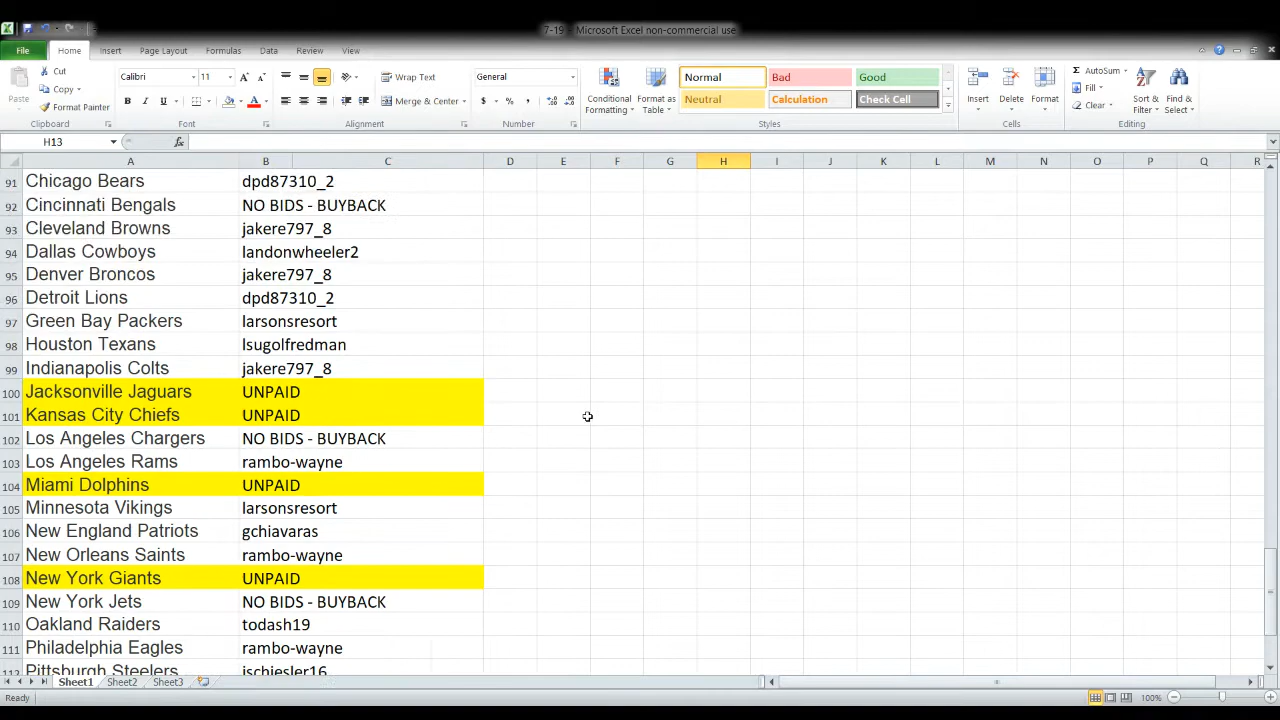 7-19 - Microsoft Excel non-commercial use
File Home Insert Page Layout Formulas Data Review View
Paste Cut Copy Format Painter Clipboard
Calibri 11 Font
Wrap Text Merge & Center Alignment
General Number
Conditional Formatting Format as Table Normal Bad Good Neutral Calculation Check Cell Styles
Insert Delete Format Cells
AutoSum Fill Clear Sort & Filter Find & Select Editing
H13 fx
A B C D E F G H I J K L M N O P Q R
91 Chicago Bears dpd87310_2
92 Cincinnati Bengals NO BIDS - BUYBACK
93 Cleveland Browns jakere797_8
94 Dallas Cowboys landonwheeler2
95 Denver Broncos jakere797_8
96 Detroit Lions dpd87310_2
97 Green Bay Packers larsonsresort
98 Houston Texans lsugolfredman
99 Indianapolis Colts jakere797_8
100 Jacksonville Jaguars UNPAID
101 Kansas City Chiefs UNPAID
102 Los Angeles Chargers NO BIDS - BUYBACK
103 Los Angeles Rams rambo-wayne
104 Miami Dolphins UNPAID
105 Minnesota Vikings larsonsresort
106 New England Patriots gchiavaras
107 New Orleans Saints rambo-wayne
108 New York Giants UNPAID
109 New York Jets NO BIDS - BUYBACK
110 Oakland Raiders todash19
111 Philadelphia Eagles rambo-wayne
112 Pittsburgh Steelers jschiesler16
Sheet1 Sheet2 Sheet3
Ready 100%